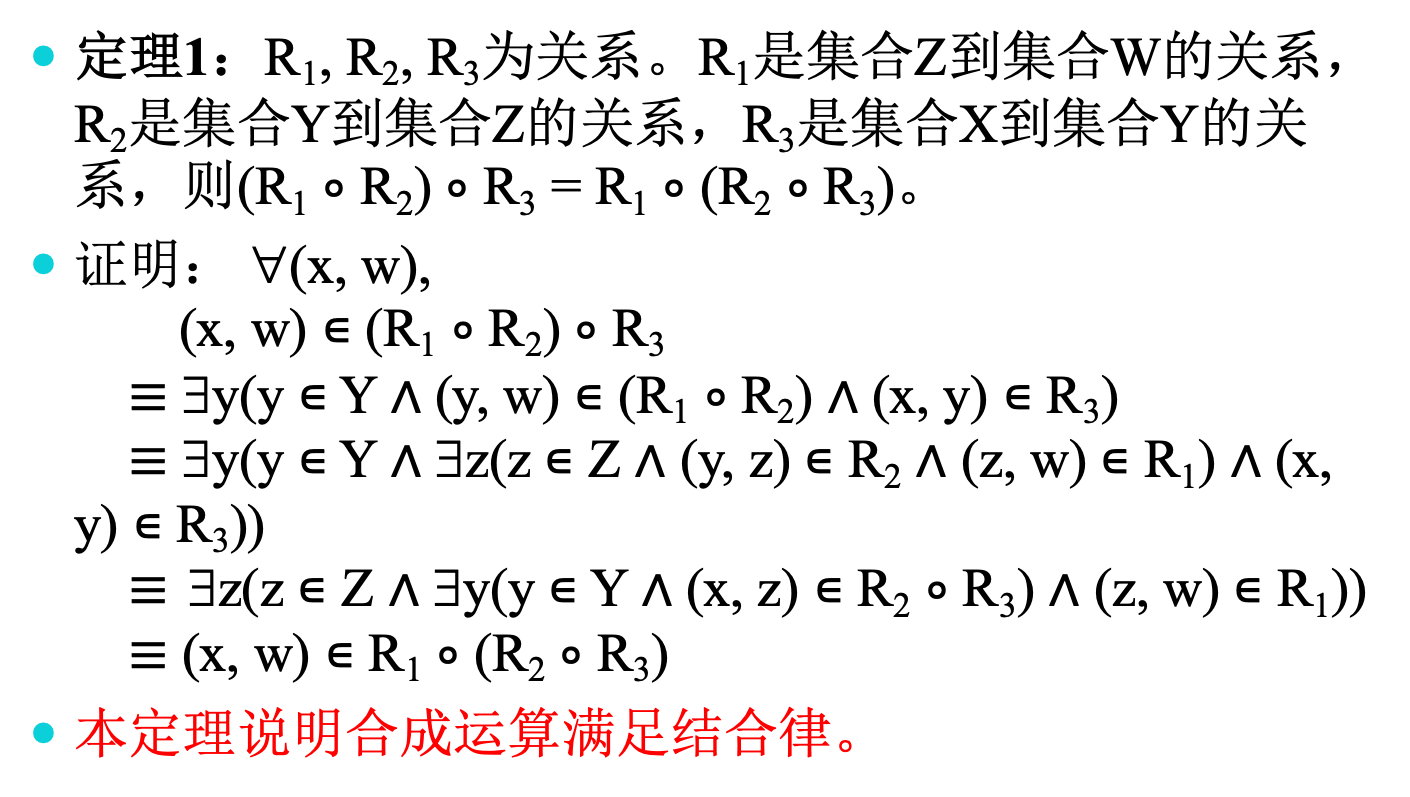 • 定理1：R₁, R₂, R₃为关系。R₁是集合Z到集合W的关系，
R₂是集合Y到集合Z的关系，R₃是集合X到集合Y的关
系，则(R₁ ∘ R₂) ∘ R₃ = R₁ ∘ (R₂ ∘ R₃)。
• 证明： ∀(x, w),
(x, w) ∈ (R₁ ∘ R₂) ∘ R₃
≡ ∃y(y ∈ Y ∧ (y, w) ∈ (R₁ ∘ R₂) ∧ (x, y) ∈ R₃)
≡ ∃y(y ∈ Y ∧ ∃z(z ∈ Z ∧ (y, z) ∈ R₂ ∧ (z, w) ∈ R₁) ∧ (x,
y) ∈ R₃))
≡ ∃z(z ∈ Z ∧ ∃y(y ∈ Y ∧ (x, z) ∈ R₂ ∘ R₃) ∧ (z, w) ∈ R₁))
≡ (x, w) ∈ R₁ ∘ (R₂ ∘ R₃)
• 本定理说明合成运算满足结合律。